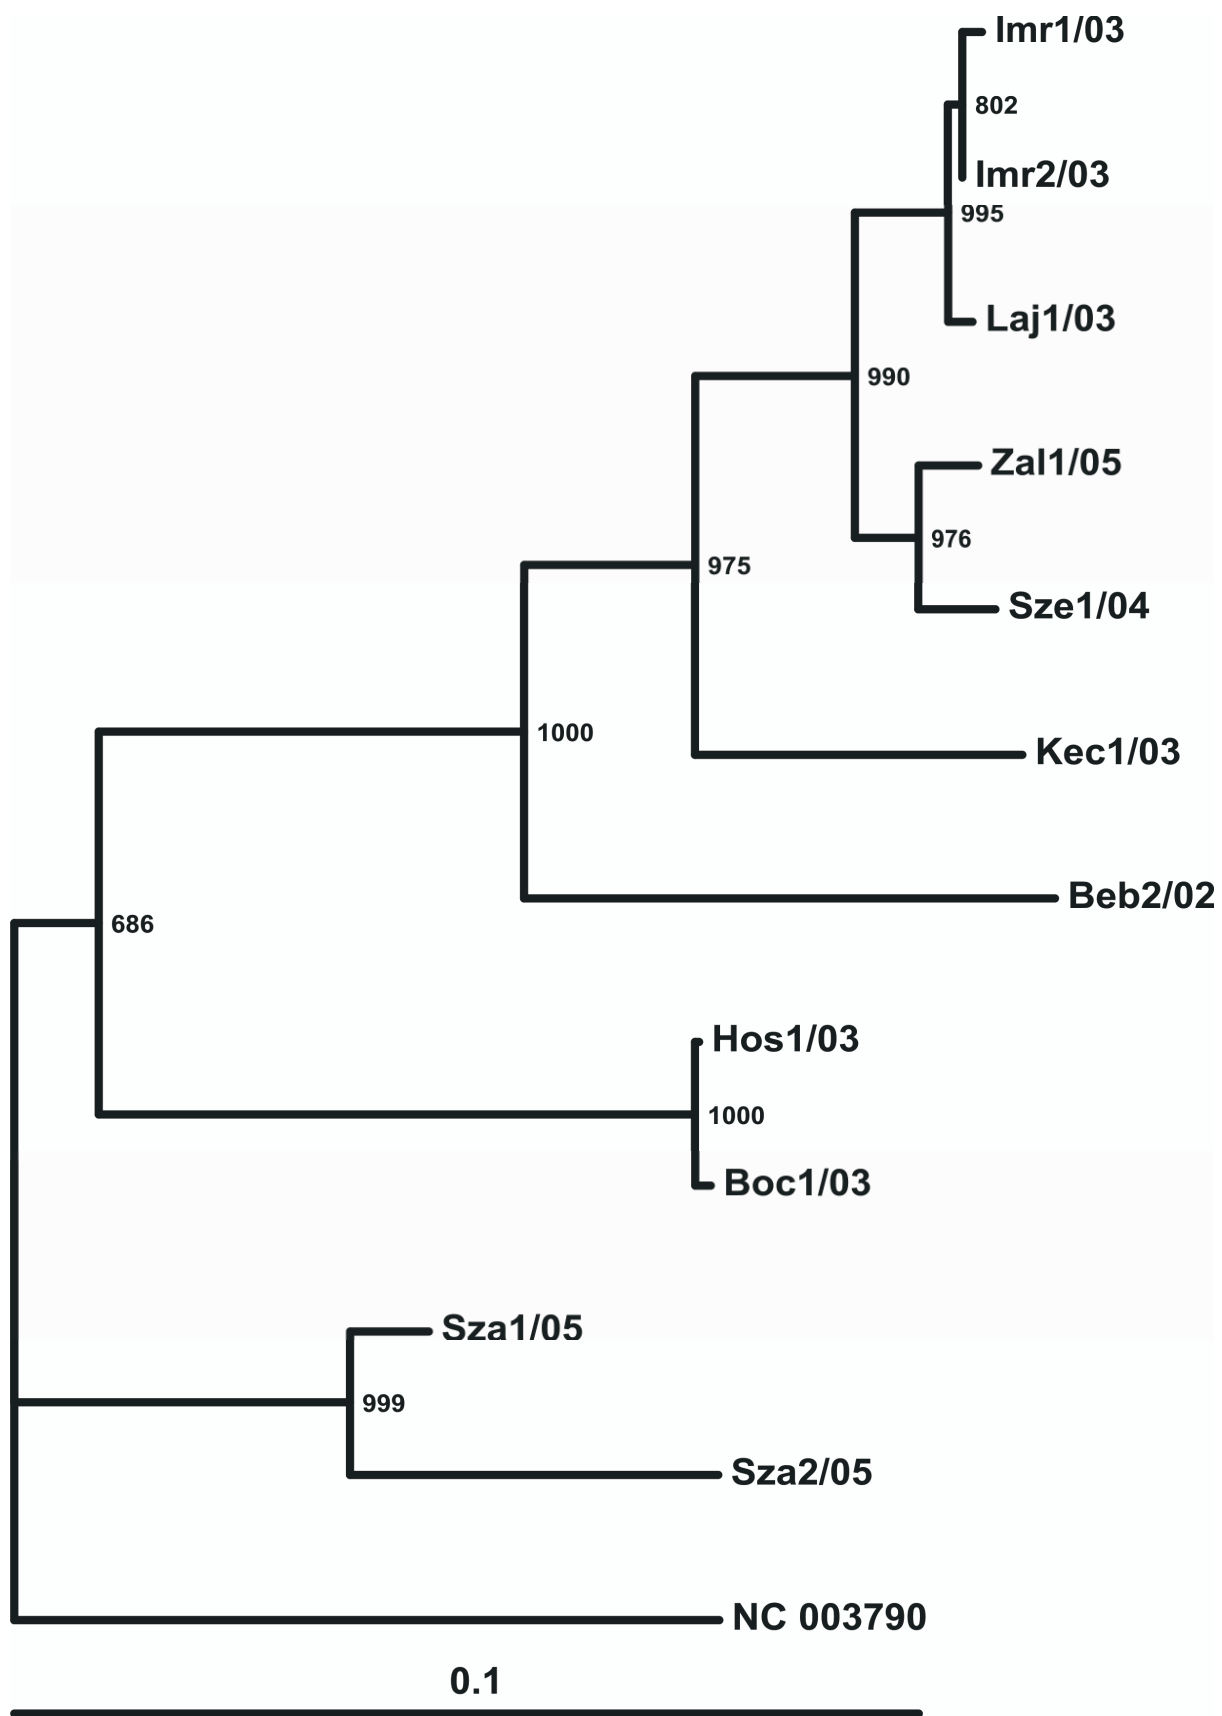 Imr1/03
802
Imr2/03
995
Laj1/03
990
Zal1/05
976
975
Sze1/04
1000
Kec1/03
Beb2/02
686
Hos1/03
1000
Boc1/03
Sza1/05
999
Sza2/05
NC 003790
0.1